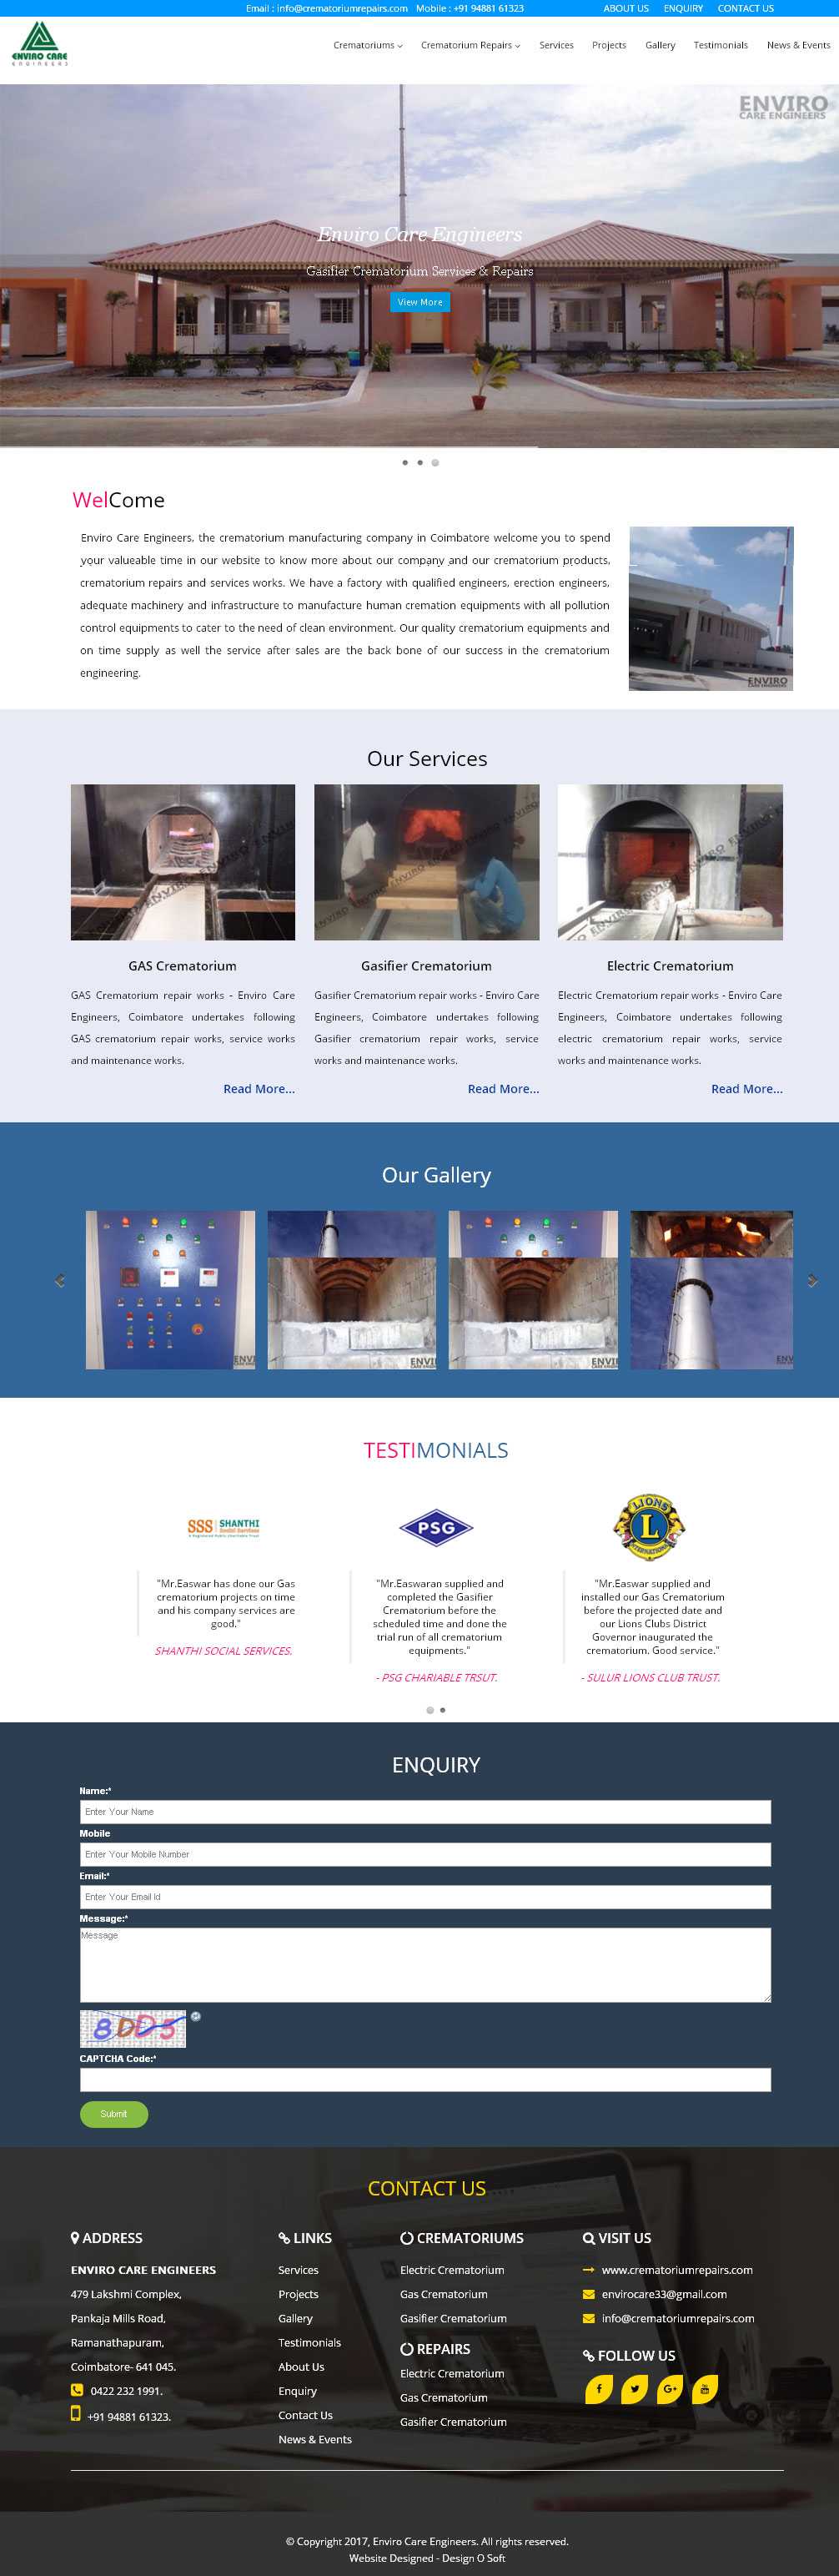 Email : info@crematoriumrepairs.com Mobile : +91 94881 61323 ABOUT US ENQUIRY CONTACT US
ENVIRO CARE
ENGINEERS
Crematoriums Crematorium Repairs Services Projects Gallery Testimonials News & Events
ENVIRO
CARE ENGINEERS
Enviro Care Engineers
Gasifier Crematorium Services & Repairs
View More
WelCome
Enviro Care Engineers, the crematorium manufacturing company in Coimbatore welcome you to spend
your valueable time in our website to know more about our company and our crematorium products,
crematorium repairs and services works. We have a factory with qualified engineers, erection engineers,
adequate machinery and infrastructure to manufacture human cremation equipments with all pollution
control equipments to cater to the need of clean environment. Our quality crematorium equipments and
on time supply as well the service after sales are the back bone of our success in the crematorium
engineering.
ENVIRO
CARE ENGINEERS
Our Services
GAS Crematorium
GAS Crematorium repair works - Enviro Care
Engineers, Coimbatore undertakes following
GAS crematorium repair works, service works
and maintenance works.
Read More...
Gasifier Crematorium
Gasifier Crematorium repair works - Enviro Care
Engineers, Coimbatore undertakes following
Gasifier crematorium repair works, service
works and maintenance works.
Read More...
Electric Crematorium
Electric Crematorium repair works - Enviro Care
Engineers, Coimbatore undertakes following
electric crematorium repair works, service
works and maintenance works.
Read More...
Our Gallery
TESTIMONIALS
SSS SHANTHI
Social Services
"Mr.Easwar has done our Gas
crematorium projects on time
and his company services are
good."
SHANTHI SOCIAL SERVICES.
PSG
"Mr.Easwaran supplied and
completed the Gasifier
Crematorium before the
scheduled time and done the
trial run of all crematorium
equipments."
- PSG CHARIABLE TRSUT.
LIONS
L
INTERNATIONAL
"Mr.Easwar supplied and
installed our Gas Crematorium
before the projected date and
our Lions Clubs District
Governor inaugurated the
crematorium. Good service."
- SULUR LIONS CLUB TRUST.
ENQUIRY
Name:*
Enter Your Name
Mobile
Enter Your Mobile Number
Email:*
Enter Your Email Id
Message:*
Message
8DD5
CAPTCHA Code:*
Submit
CONTACT US
ADDRESS
ENVIRO CARE ENGINEERS
479 Lakshmi Complex,
Pankaja Mills Road,
Ramanathapuram,
Coimbatore- 641 045.
0422 232 1991.
+91 94881 61323.
LINKS
Services
Projects
Gallery
Testimonials
About Us
Enquiry
Contact Us
News & Events
CREMATORIUMS
Electric Crematorium
Gas Crematorium
Gasifier Crematorium
REPAIRS
Electric Crematorium
Gas Crematorium
Gasifier Crematorium
VISIT US
www.crematoriumrepairs.com
envirocare33@gmail.com
info@crematoriumrepairs.com
FOLLOW US
© Copyright 2017, Enviro Care Engineers. All rights reserved.
Website Designed - Design O Soft